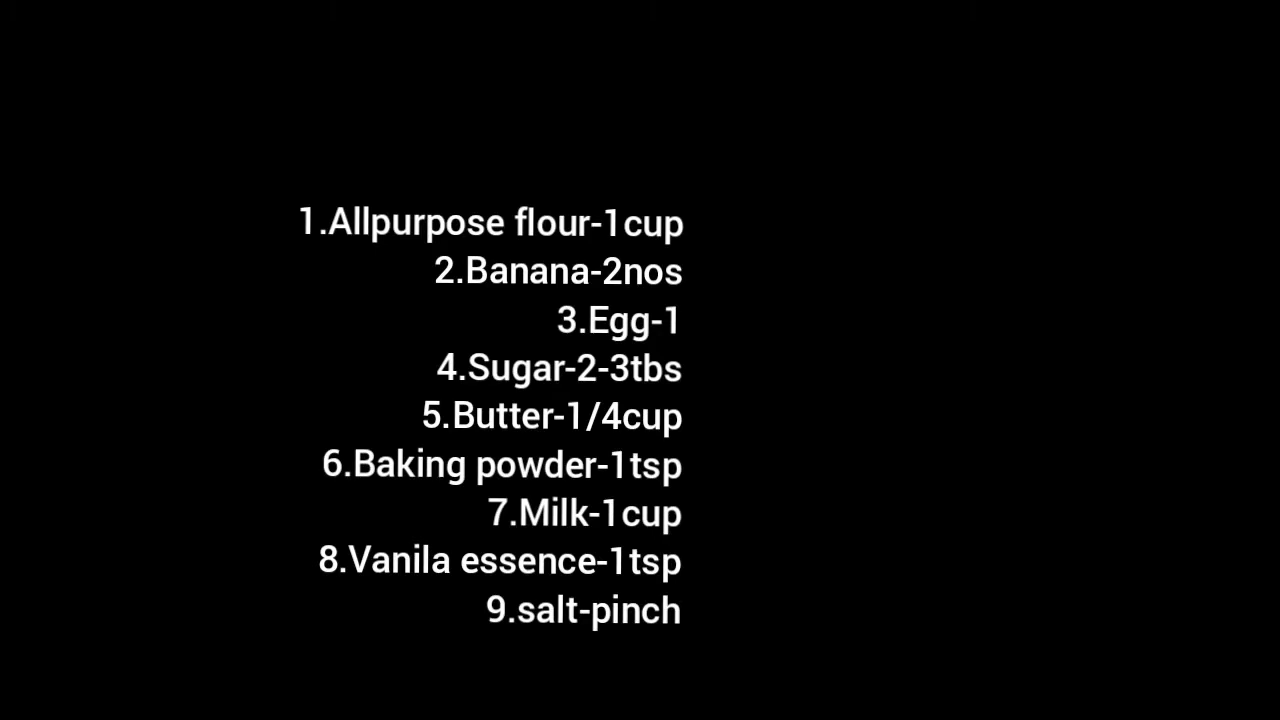 1.Allpurpose flour-1cup
2.Banana-2nos
3.Egg-1
4.Sugar-2-3tbs
5.Butter-1/4cup
6.Baking powder-1tsp
7.Milk-1cup
8.Vanila essence-1tsp
9.salt-pinch